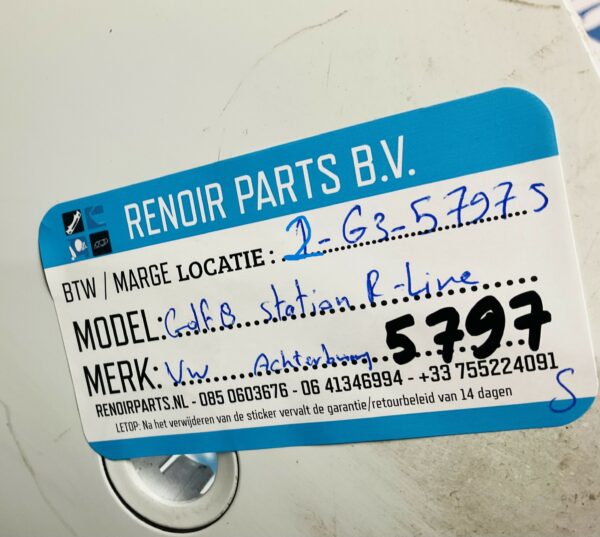 RENOIR PARTS B.V.
BTW / MARGE LOCATIE: 2-G3-5797 S
MODEL: Golf 8 Station R-Line
MERK: VW Achterbump 5797
RENOIRPARTS.NL - 085 0603676 - 06 41346994 - +33 755224091
LETOP: Na het verwijderen van de sticker vervalt de garantie/retourbeleid van 14 dagen
S